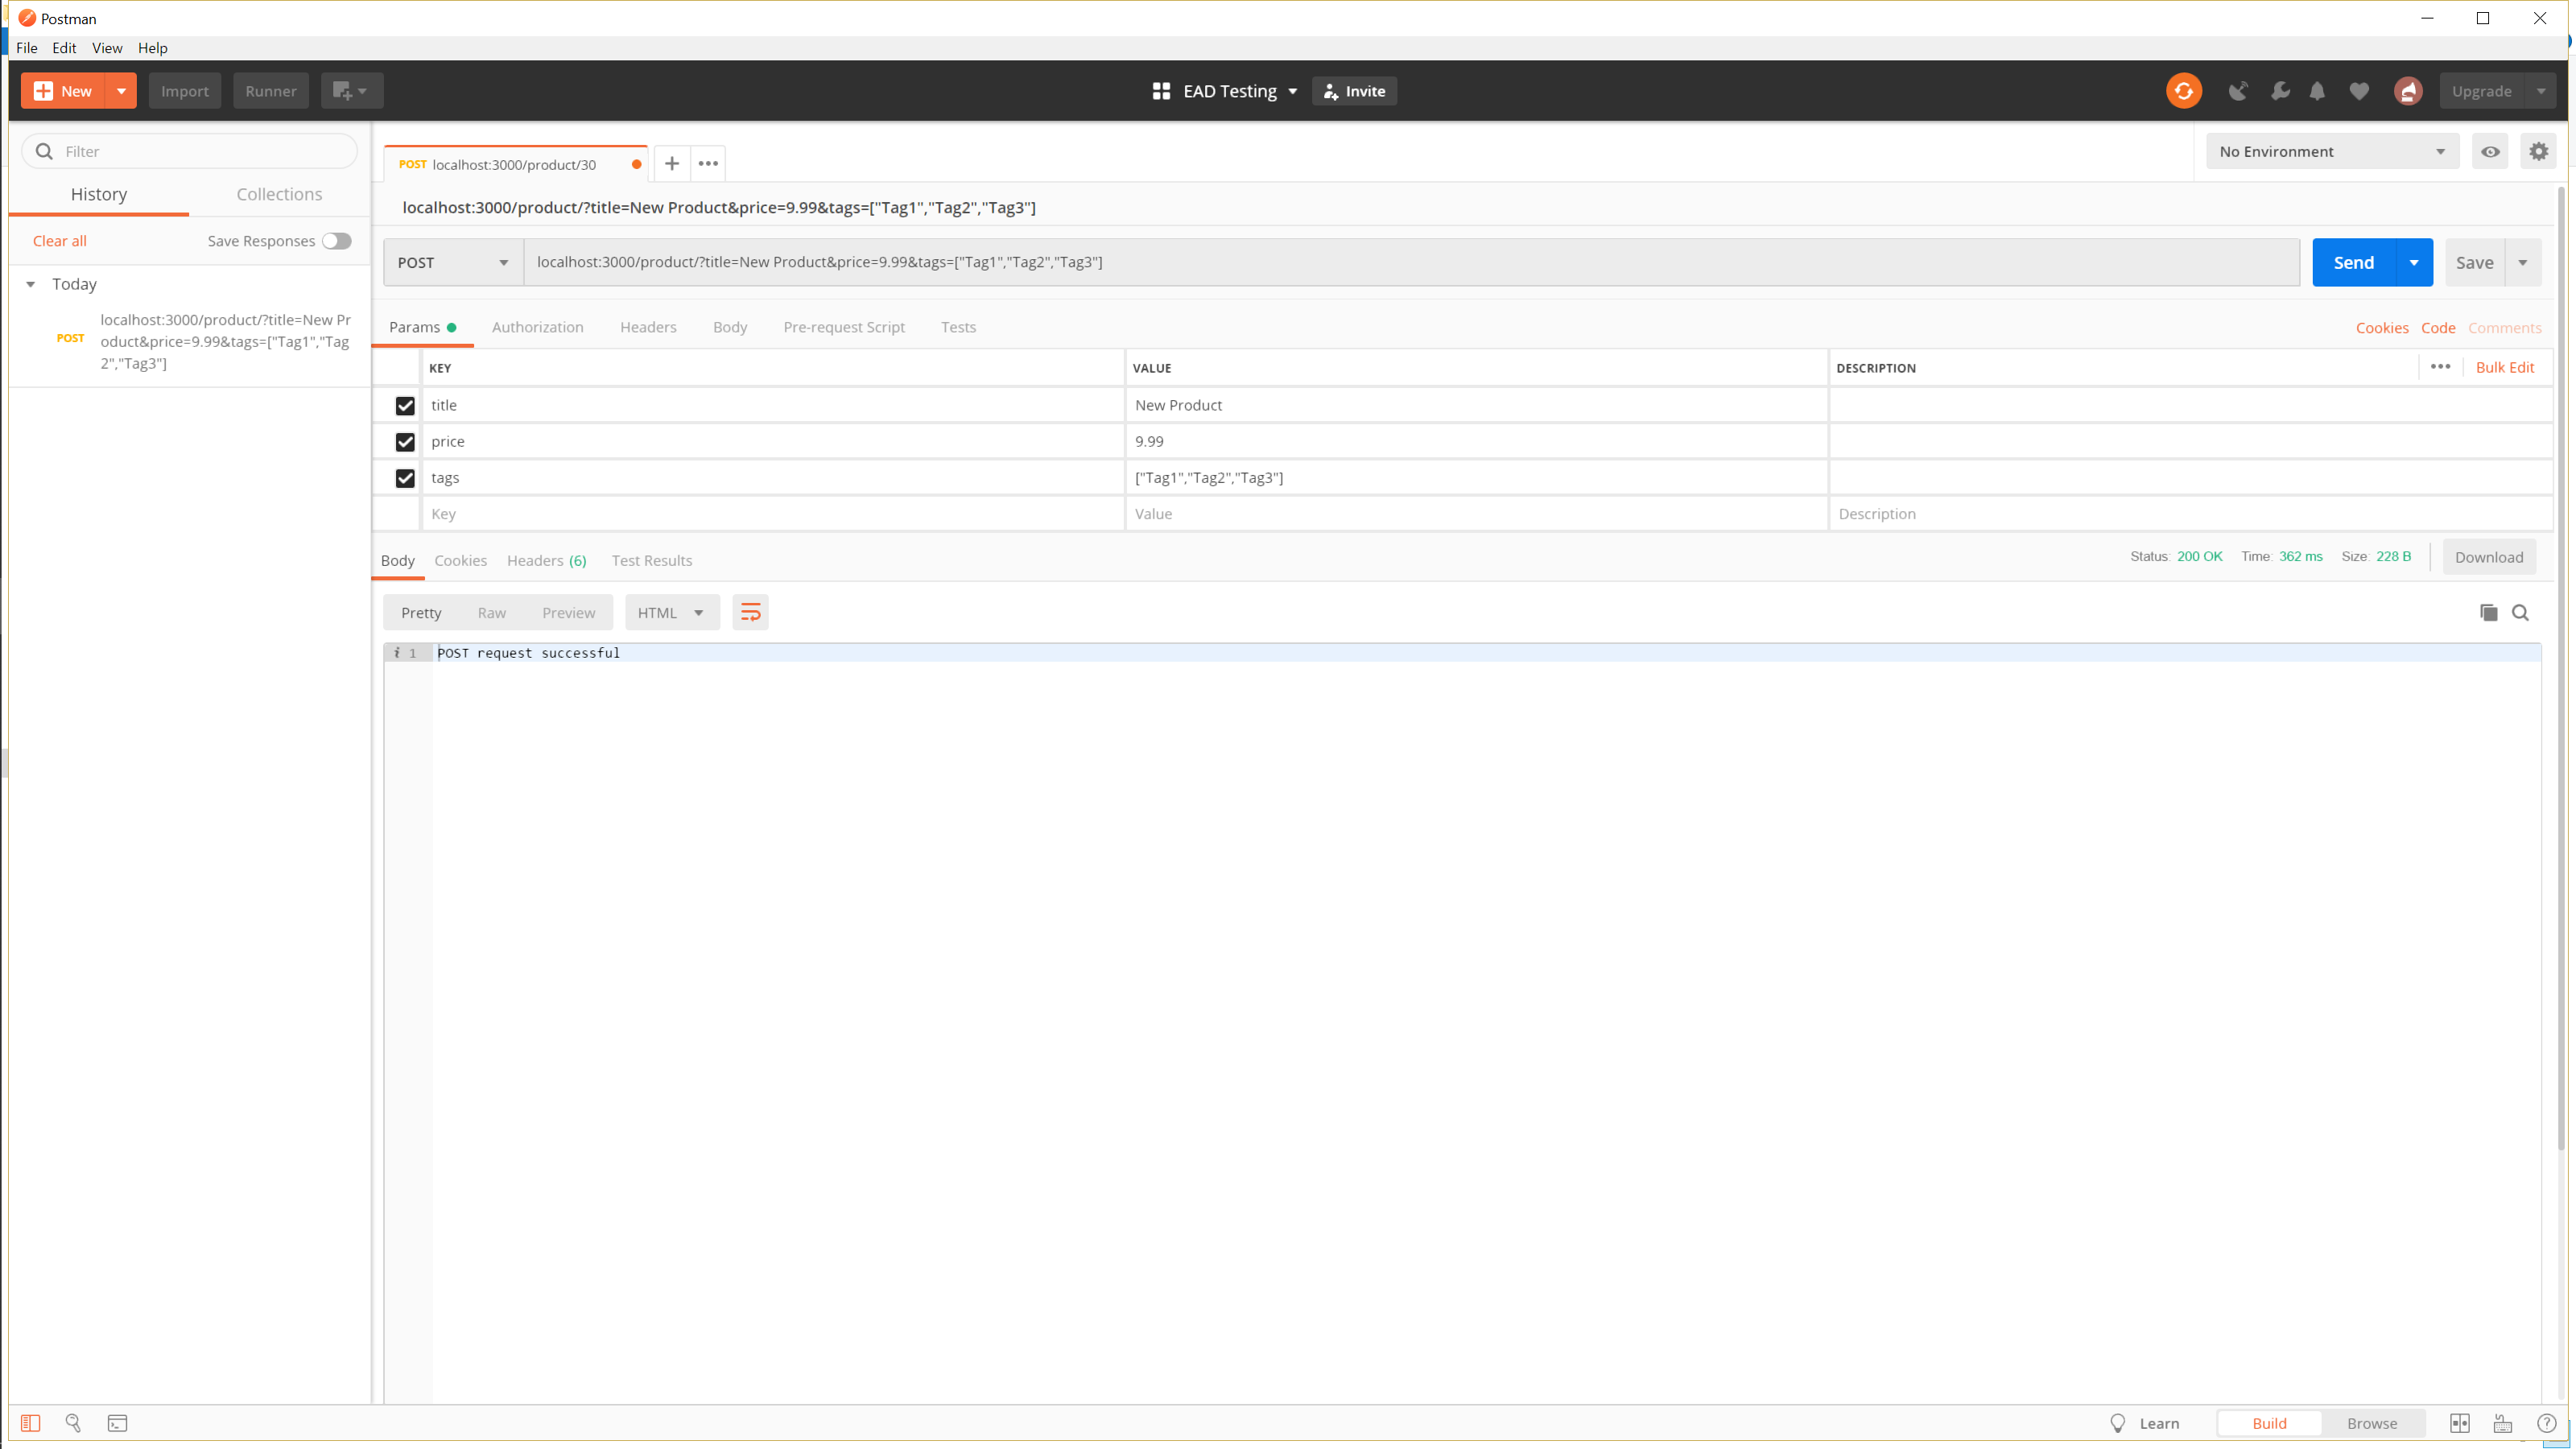 Postman
File Edit View Help
New Import Runner EAD Testing Invite Upgrade
Filter
History Collections
Clear all Save Responses
Today
POST localhost:3000/product/?title=New Pr
oduct&price=9.99&tags=["Tag1","Tag
2","Tag3"]
POST localhost:3000/product/30
No Environment
localhost:3000/product/?title=New Product&price=9.99&tags=["Tag1","Tag2","Tag3"]
POST localhost:3000/product/?title=New Product&price=9.99&tags=["Tag1","Tag2","Tag3"] Send Save
Params Authorization Headers Body Pre-request Script Tests Cookies Code Comments
KEY VALUE DESCRIPTION Bulk Edit
title New Product
price 9.99
tags ["Tag1","Tag2","Tag3"]
Key Value Description
Body Cookies Headers (6) Test Results Status: 200 OK Time: 362 ms Size: 228 B Download
Pretty Raw Preview HTML
i 1 POST request successful
Learn Build Browse